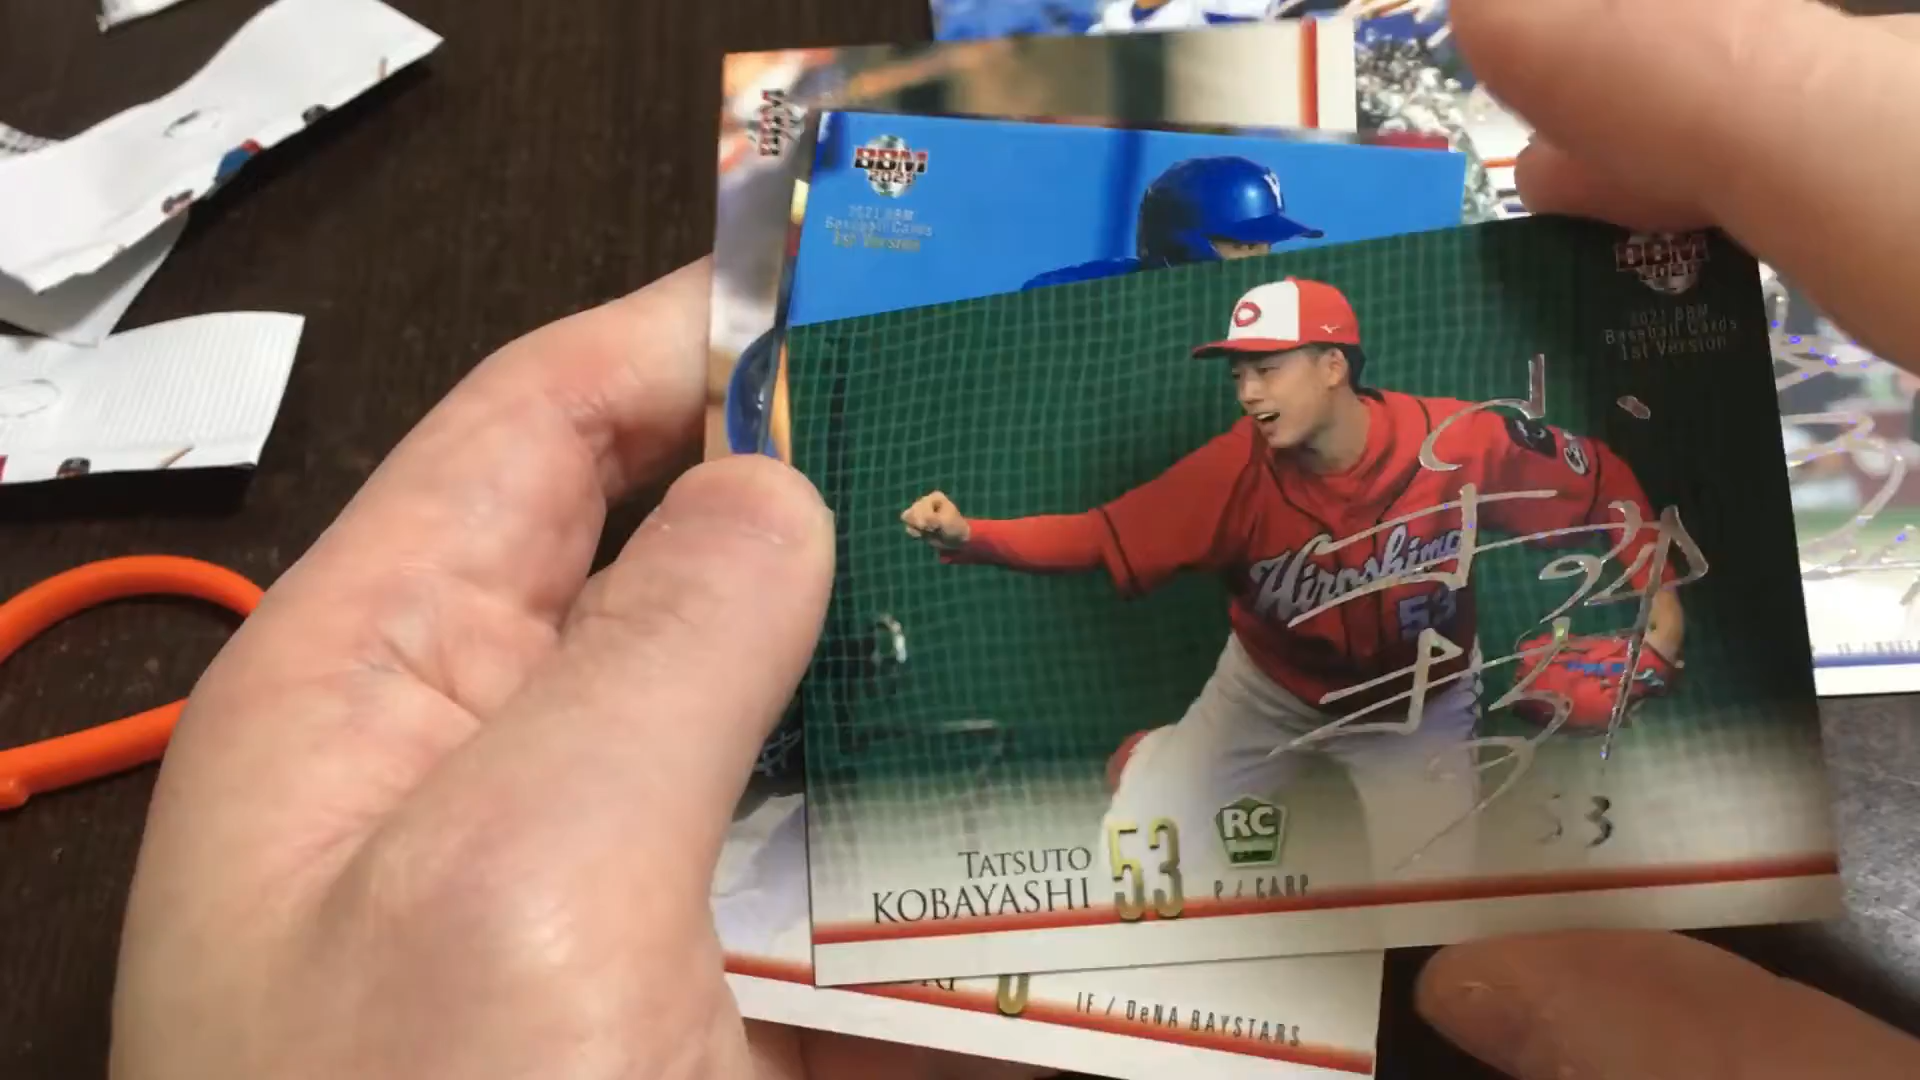 BBM
2021
2021 BBM
Baseball Cards
1st Version
BBM
2021
2021 BBM
Baseball Cards
1st Version
Hiroshima
53
53
TATSUTO
KOBAYASHI
53
RC
P / CARP
IF / DeNA BAYSTARS